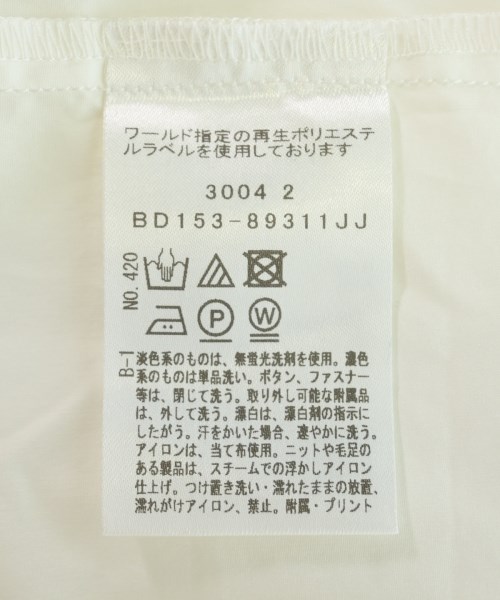 ワールド指定の再生ポリエステ
ルラベルを使用しております
3004 2
BD153-89311JJ
NO. 420
B-1
淡色系のものは、無蛍光洗剤を使用。濃色
系のものは単品洗い。ボタン、ファスナー
等は、閉じて洗う。取り外し可能な附属品
は、外して洗う。漂白は、漂白剤の指示に
したがう。汗をかいた場合、速やかに洗う。
アイロンは、当て布使用。ニットや毛足の
ある製品は、スチームでの浮かしアイロン
仕上げ。つけ置き洗い・濡れたままの放置、
濡れがけアイロン、禁止。附属・プリント
P
W